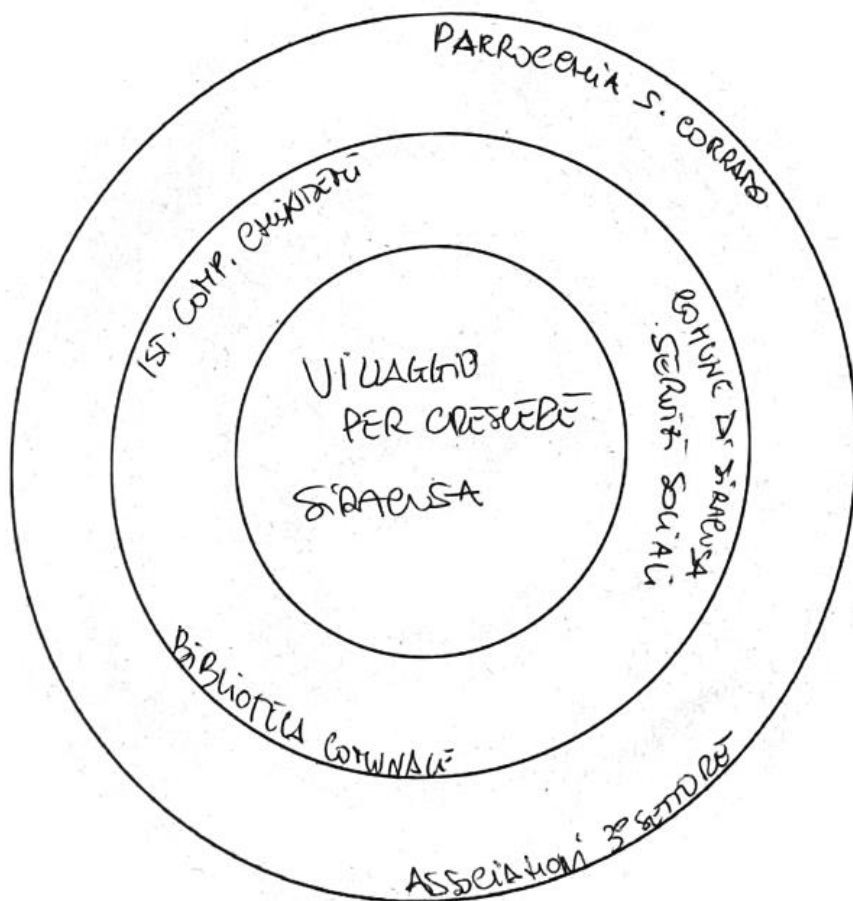 PARROCCHIA S. CORRADO
IST. COMP. CHINDEMI
COMUNE DI SIRACUSA
SERVIZI SOCIALI
VILLAGGIO
PER CRESCERE
SIRACUSA
BIBLIOTECA COMUNALE
ASSOCIAZIONI 3° SETTORE